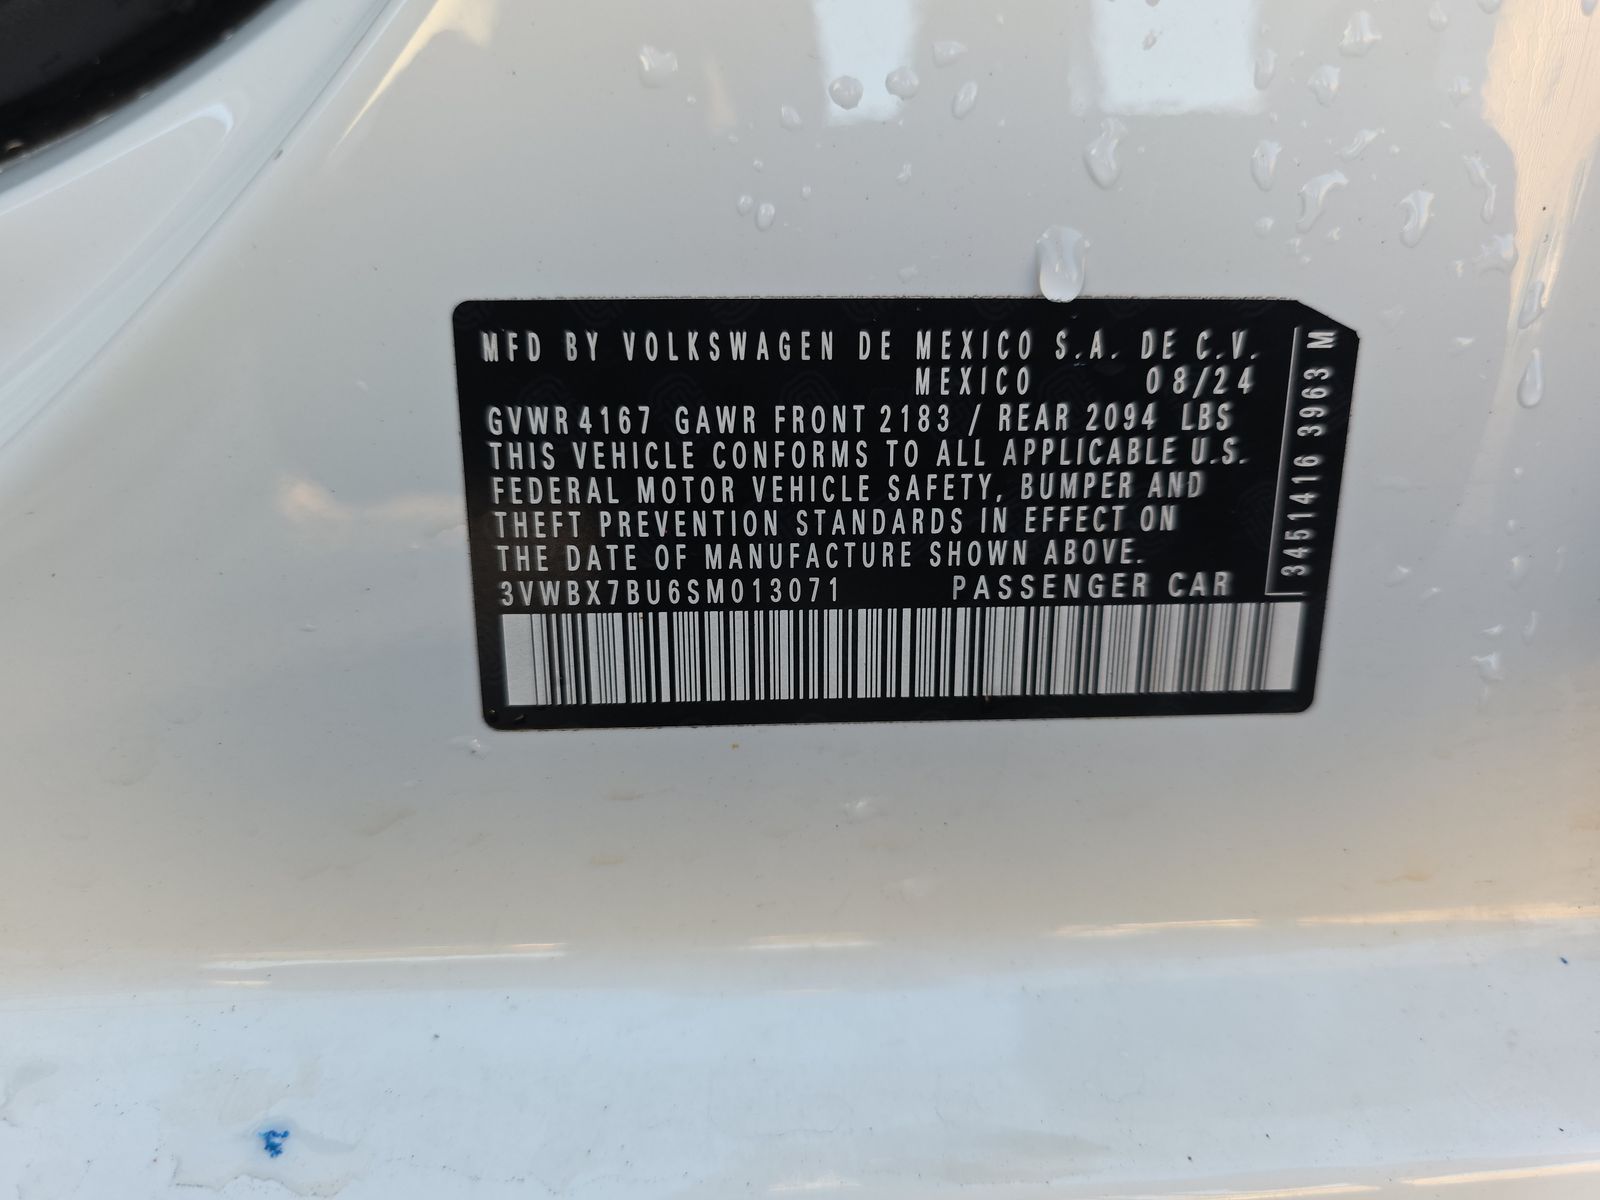 MFD BY VOLKSWAGEN DE MEXICO S.A. DE C.V.
MEXICO 08/24
GVWR 4167 GAWR FRONT 2183 / REAR 2094 LBS
THIS VEHICLE CONFORMS TO ALL APPLICABLE U.S.
FEDERAL MOTOR VEHICLE SAFETY, BUMPER AND
THEFT PREVENTION STANDARDS IN EFFECT ON
THE DATE OF MANUFACTURE SHOWN ABOVE.
3VWBX7BU6SM013071 PASSENGER CAR
3451416 3963 M